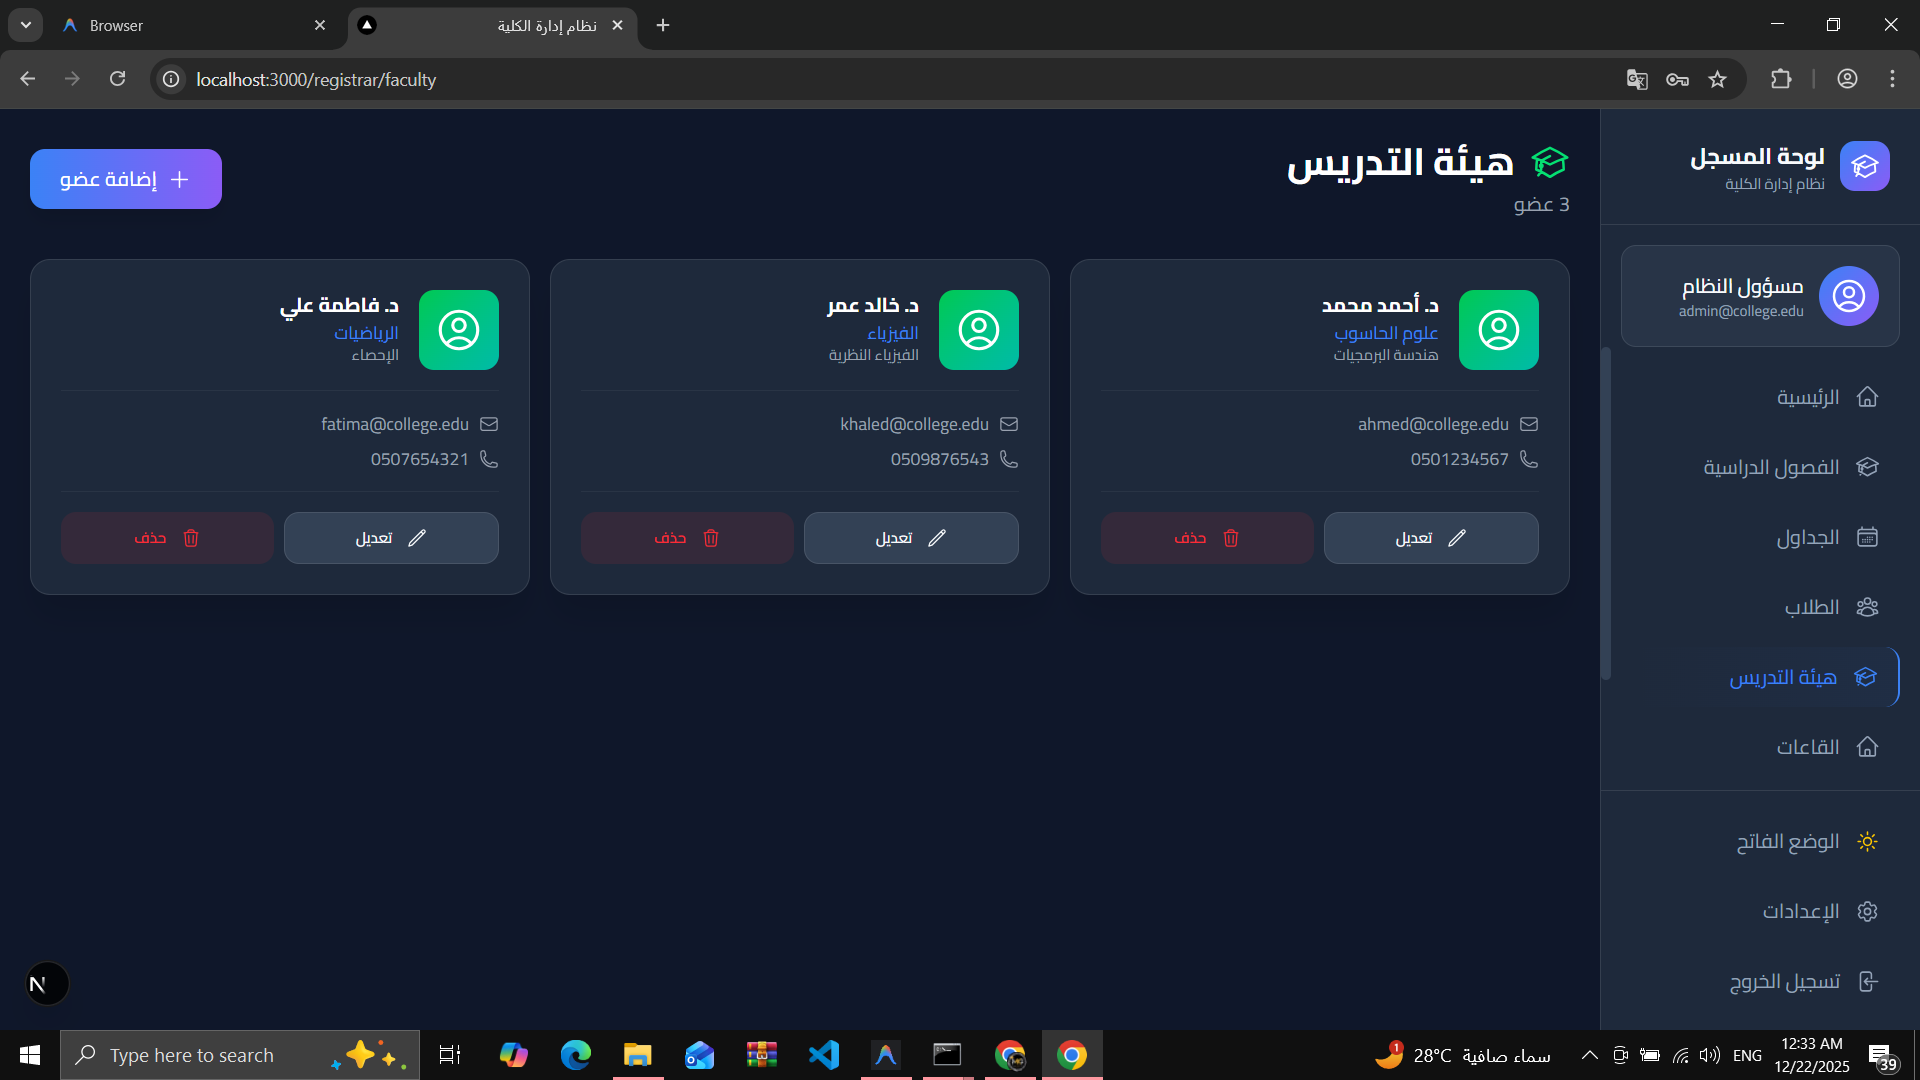 Browser
نظام إدارة الكلية
localhost:3000/registrar/faculty
لوحة المسجل
نظام إدارة الكلية
مسؤول النظام
admin@college.edu
الرئيسية
الفصول الدراسية
الجداول
الطلاب
هيئة التدريس
القاعات
الوضع الفاتح
الإعدادات
تسجيل الخروج
هيئة التدريس
3 عضو
إضافة عضو
د. أحمد محمد
علوم الحاسوب
هندسة البرمجيات
ahmed@college.edu
0501234567
تعديل
حذف
د. خالد عمر
الفيزياء
الفيزياء النظرية
khaled@college.edu
0509876543
تعديل
حذف
د. فاطمة علي
الرياضيات
الإحصاء
fatima@college.edu
0507654321
تعديل
حذف
N
Type here to search
1
28°C سماء صافية
ENG
12:33 AM
12/22/2025
39